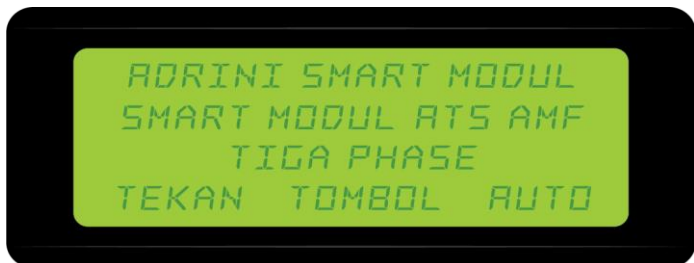 ADRINI SMART MODUL
SMART MODUL ATS AMF
TIGA PHASE
TEKAN TOMBOL AUTO